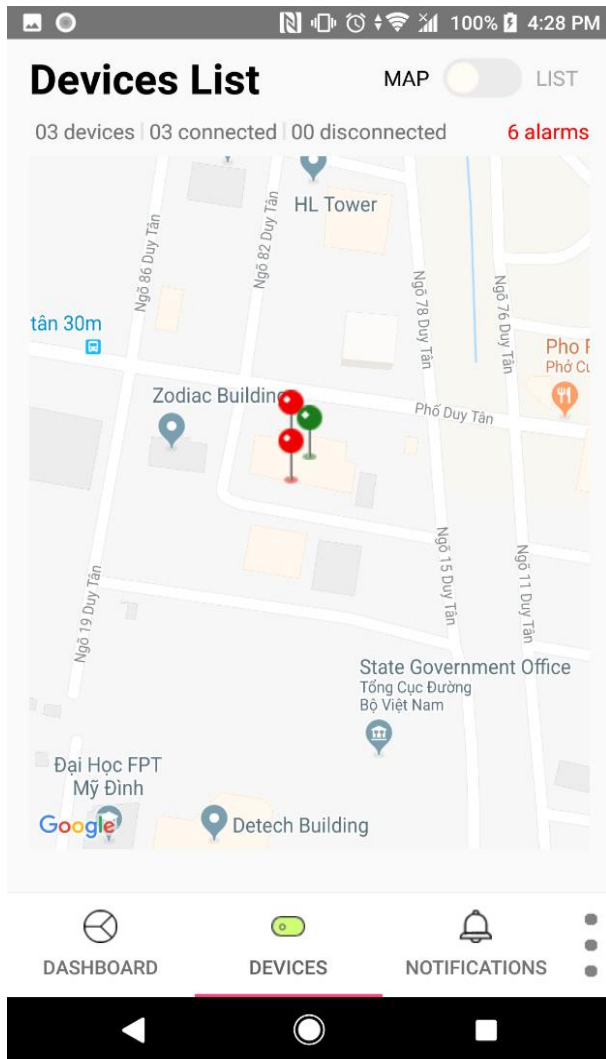 100% 4:28 PM
Devices List
MAP LIST
03 devices 03 connected 00 disconnected 6 alarms
HL Tower
Ngõ 86 Duy Tân
Ngõ 82 Duy Tân
Ngõ 78 Duy Tân
Ngõ 76 Duy Tân
tân 30m
Pho
Phở
Zodiac Building
Phố Duy Tân
Ngõ 15 Duy Tân
Ngõ 11 Duy Tân
Ngõ 19 Duy Tân
State Government Office
Tổng Cục Đường
Bộ Việt Nam
Đại Học FPT
Mỹ Đình
Google
Detech Building
DASHBOARD DEVICES NOTIFICATIONS